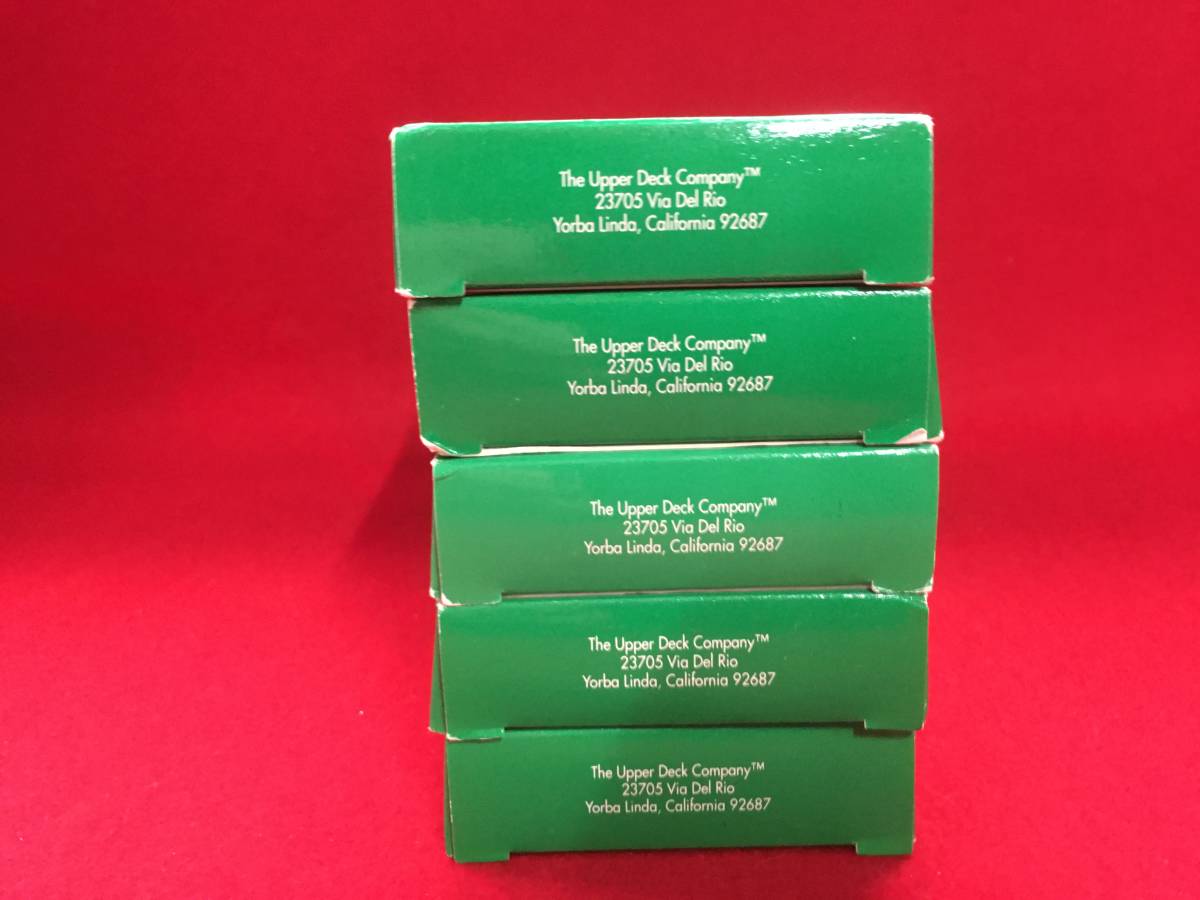 The Upper Deck Company™
23705 Via Del Rio
Yorba Linda, California 92687
The Upper Deck Company™
23705 Via Del Rio
Yorba Linda, California 92687
The Upper Deck Company™
23705 Via Del Rio
Yorba Linda, California 92687
The Upper Deck Company™
23705 Via Del Rio
Yorba Linda, California 92687
The Upper Deck Company™
23705 Via Del Rio
Yorba Linda, California 92687